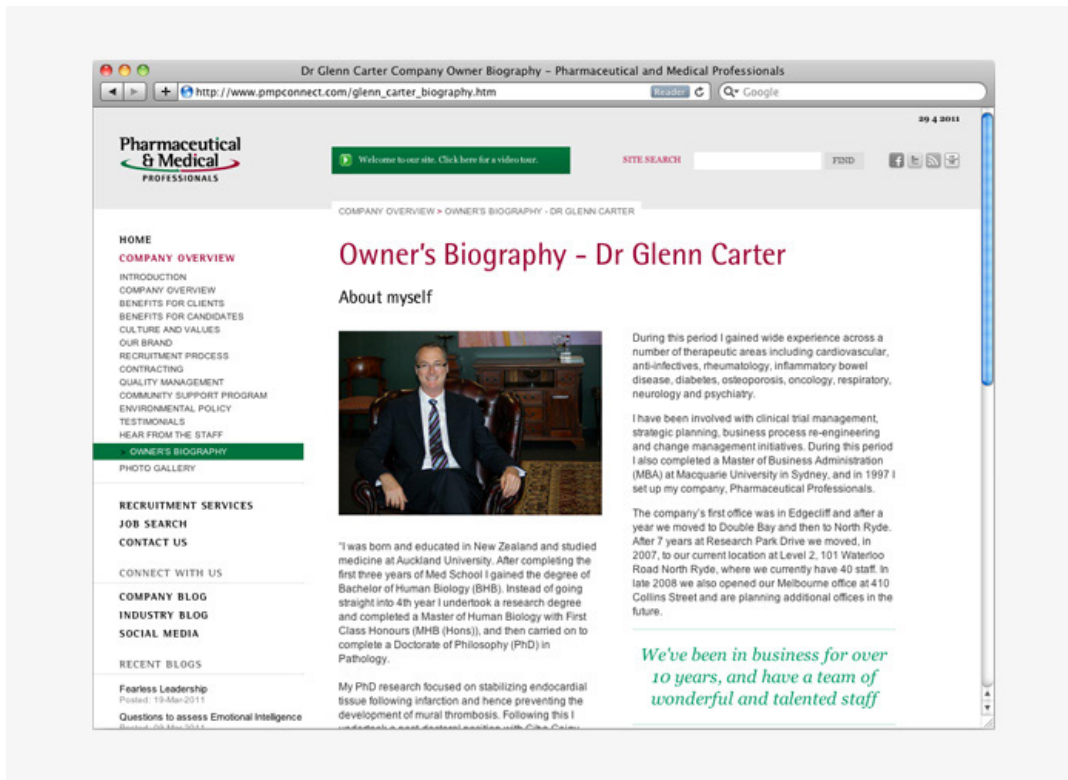 Dr Glenn Carter Company Owner Biography – Pharmaceutical and Medical Professionals
http://www.pmpconnect.com/glenn_carter_biography.htm
Reader
Google
29 4 2011
Pharmaceutical
& Medical
PROFESSIONALS
Welcome to our site. Click here for a video tour.
SITE SEARCH
FIND
COMPANY OVERVIEW > OWNER'S BIOGRAPHY - DR GLENN CARTER
HOME
COMPANY OVERVIEW
INTRODUCTION
COMPANY OVERVIEW
BENEFITS FOR CLIENTS
BENEFITS FOR CANDIDATES
CULTURE AND VALUES
OUR BRAND
RECRUITMENT PROCESS
CONTRACTING
QUALITY MANAGEMENT
COMMUNITY SUPPORT PROGRAM
ENVIRONMENTAL POLICY
TESTIMONIALS
HEAR FROM THE STAFF
> OWNER'S BIOGRAPHY
PHOTO GALLERY
RECRUITMENT SERVICES
JOB SEARCH
CONTACT US
CONNECT WITH US
COMPANY BLOG
INDUSTRY BLOG
SOCIAL MEDIA
RECENT BLOGS
Fearless Leadership
Posted: 19-Mar-2011
Questions to assess Emotional Intelligence
Owner's Biography - Dr Glenn Carter
About myself
"I was born and educated in New Zealand and studied
medicine at Auckland University. After completing the
first three years of Med School I gained the degree of
Bachelor of Human Biology (BHB). Instead of going
straight into 4th year I undertook a research degree
and completed a Master of Human Biology with First
Class Honours (MHB (Hons)), and then carried on to
complete a Doctorate of Philosophy (PhD) in
Pathology.
My PhD research focused on stabilizing endocardial
tissue following infarction and hence preventing the
development of mural thrombosis. Following this I
During this period I gained wide experience across a
number of therapeutic areas including cardiovascular,
anti-infectives, rheumatology, inflammatory bowel
disease, diabetes, osteoporosis, oncology, respiratory,
neurology and psychiatry.
I have been involved with clinical trial management,
strategic planning, business process re-engineering
and change management initiatives. During this period
I also completed a Master of Business Administration
(MBA) at Macquarie University in Sydney, and in 1997 I
set up my company, Pharmaceutical Professionals.
The company's first office was in Edgecliff and after a
year we moved to Double Bay and then to North Ryde.
After 7 years at Research Park Drive we moved, in
2007, to our current location at Level 2, 101 Waterloo
Road North Ryde, where we currently have 40 staff. In
late 2008 we also opened our Melbourne office at 410
Collins Street and are planning additional offices in the
future.
We've been in business for over
10 years, and have a team of
wonderful and talented staff